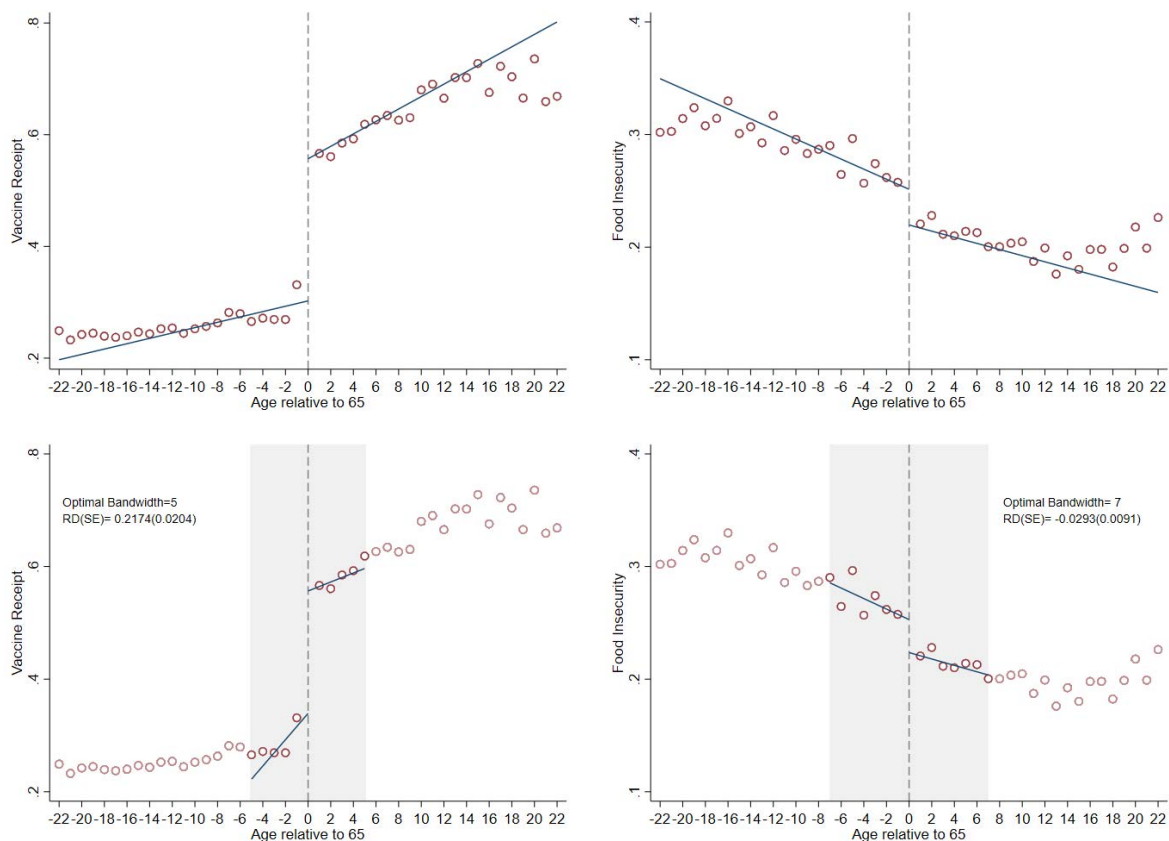 .8
.6
.4
.2
Vaccine Receipt
-22 -20 -18 -16 -14 -12 -10 -8 -6 -4 -2 0 2 4 6 8 10 12 14 16 18 20 22
Age relative to 65
.4
.3
.2
.1
Food Insecurity
-22 -20 -18 -16 -14 -12 -10 -8 -6 -4 -2 0 2 4 6 8 10 12 14 16 18 20 22
Age relative to 65
.8
.6
.4
.2
Vaccine Receipt
Optimal Bandwidth=5
RD(SE)= 0.2174(0.0204)
-22 -20 -18 -16 -14 -12 -10 -8 -6 -4 -2 0 2 4 6 8 10 12 14 16 18 20 22
Age relative to 65
.4
.3
.2
.1
Food Insecurity
Optimal Bandwidth= 7
RD(SE)= -0.0293(0.0091)
-22 -20 -18 -16 -14 -12 -10 -8 -6 -4 -2 0 2 4 6 8 10 12 14 16 18 20 22
Age relative to 65